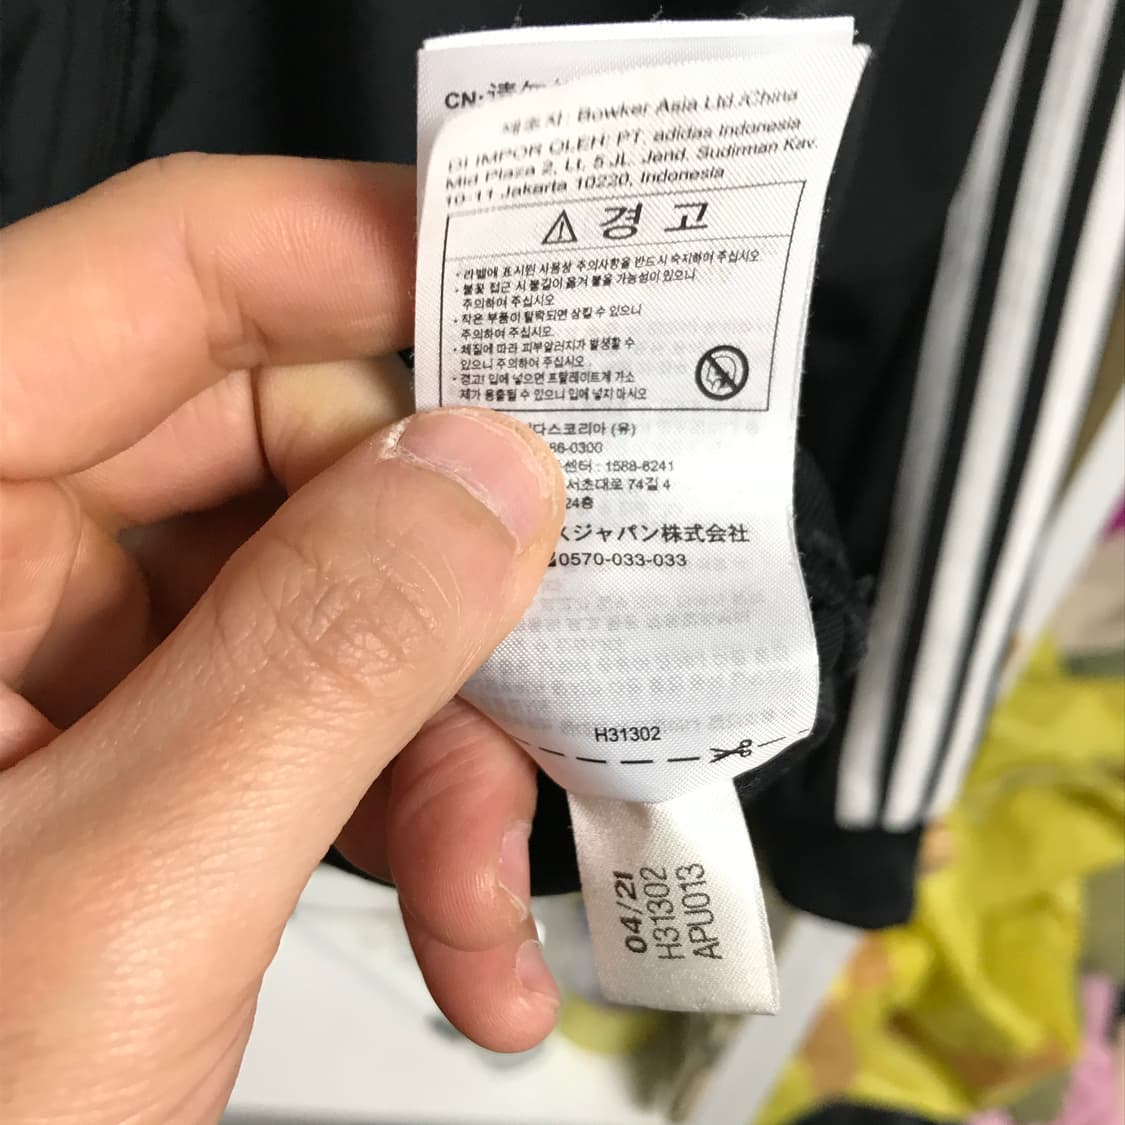 CN:请勿
제조자: Bowker Asia Ltd./China
DI IMPOR OLEH: PT. adidas Indonesia
Mid Plaza 2, Lt. 5 JL. Jend. Sudirman Kav.
10-11 Jakarta 10220, Indonesia
경고
· 라벨에 표시된 사용상 주의사항을 반드시 숙지하여 주십시오
· 불꽃 접근 시 불길이 옮겨 붙을 가능성이 있으니
주의하여 주십시오
· 작은 부품이 탈락되면 삼킬 수 있으니
주의하여 주십시오
· 체질에 따라 피부알러지가 발생할 수
있으니 주의하여 주십시오
· 경고! 입에 넣으면 프탈레이트계 가소
제가 용출될 수 있으니 입에 넣지 마시오
다스코리아 (유)
86-0300
센터 : 1588-8241
서초대로 74길 4
24층
スジャパン株式会社
0570-033-033
H31302
04/21
H31302
APU013